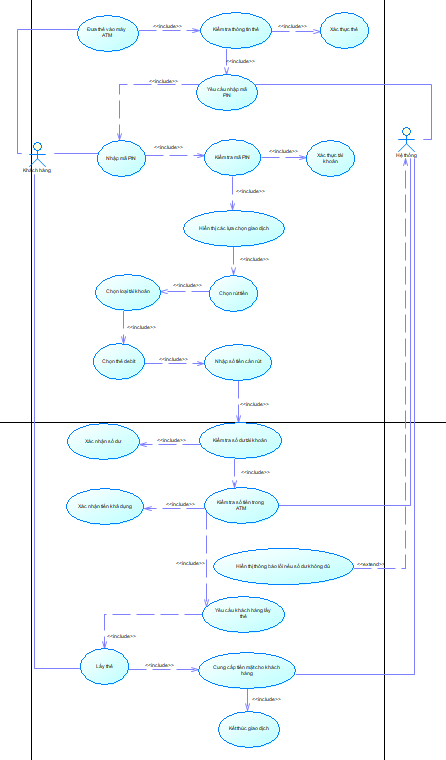 Đưa thẻ vào máy
ATM
<<include>>
Kiểm tra thông tin thẻ
<<include>>
Xác thực thẻ
<<include>>
<<include>>
Yêu cầu nhập mã
PIN
Khách hàng
Nhập mã PIN
<<include>>
Kiểm tra mã PIN
<<include>>
Xác thực tài
khoản
Hệ thống
<<include>>
Hiển thị các lựa chọn giao dịch
<<include>>
Chọn loại tài khoản
<<include>>
Chọn rút tiền
<<include>>
Chọn thẻ debit
<<include>>
Nhập số tiền cần rút
<<include>>
Xác nhận số dư
<<include>>
Kiểm tra số dư tài khoản
<<include>>
Xác nhận tiền khả dụng
<<include>>
Kiểm tra số tiền trong
ATM
<<include>>
Hiển thị thông báo lỗi nếu số dư không đủ
<<extend>>
Yêu cầu khách hàng lấy
thẻ
<<include>>
Lấy thẻ
<<include>>
Cung cấp tiền mặt cho khách
hàng
<<include>>
Kết thúc giao dịch